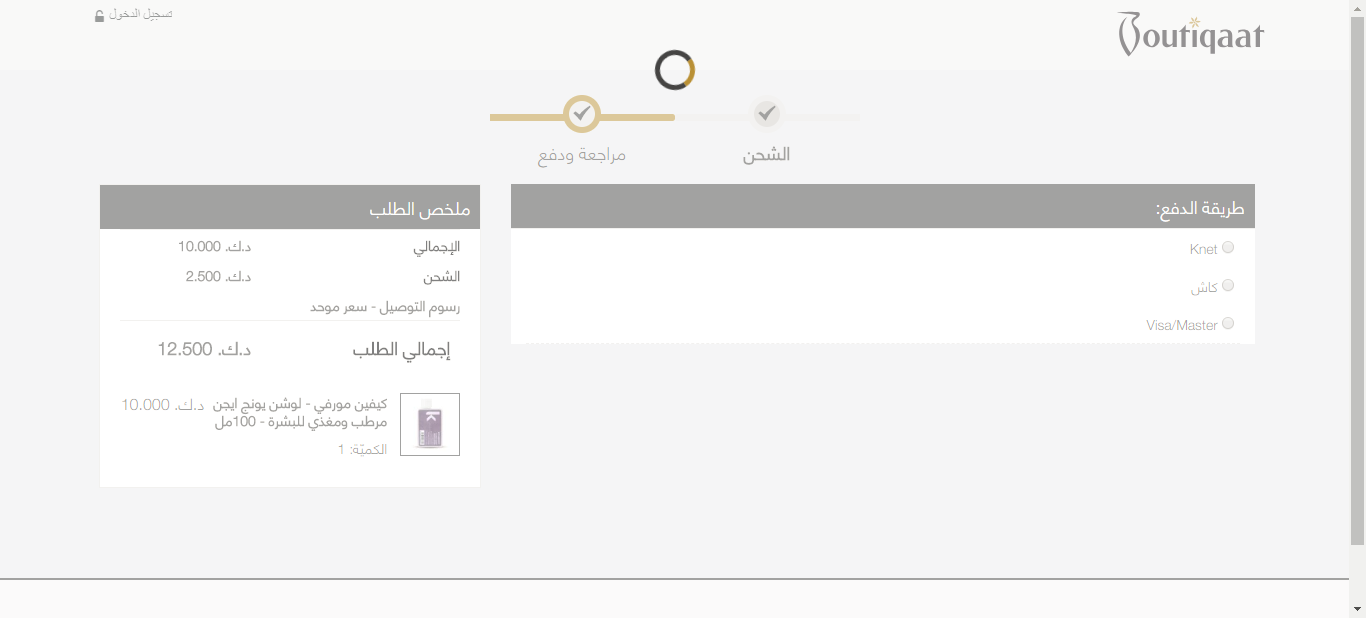 Boutiqaat
تسجيل الدخول
الشحن
مراجعة ودفع
طريقة الدفع:
Knet
كاش
Visa/Master
ملخص الطلب
الإجمالي د.ك. 10.000
الشحن د.ك. 2.500
رسوم التوصيل - سعر موحد
إجمالي الطلب د.ك. 12.500
كيفين مورفي - لوشن يونج ايجن د.ك. 10.000
مرطب ومغذي للبشرة - 100مل
الكميّة: 1